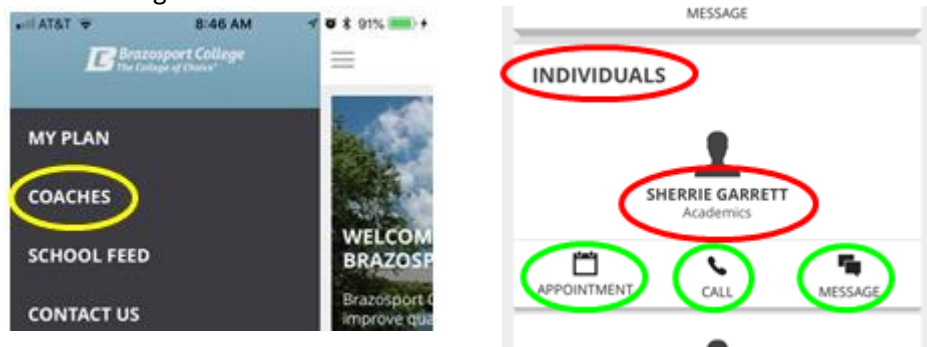 AT&T 8:46 AM 91%
Brazosport College
The College of Choice
MY PLAN
COACHES
SCHOOL FEED
CONTACT US
WELCOM
BRAZOSP
Brazosport C
improve qua
MESSAGE
INDIVIDUALS
SHERRIE GARRETT
Academics
APPOINTMENT
CALL
MESSAGE